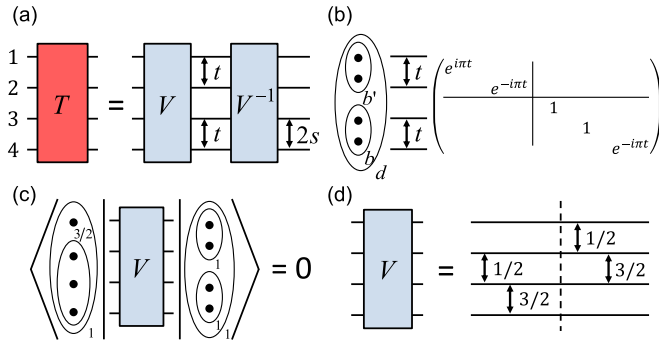 (a)
1
2
3
4
T
=
V
t
t
V⁻¹
2s
(b)
b'
b
d
t
t
e^{iπt}
e^{-iπt}
1
1
e^{-iπt}
(c)
3/2
1
V
1
1
1
= 0
(d)
V
=
1/2
1/2
3/2
3/2